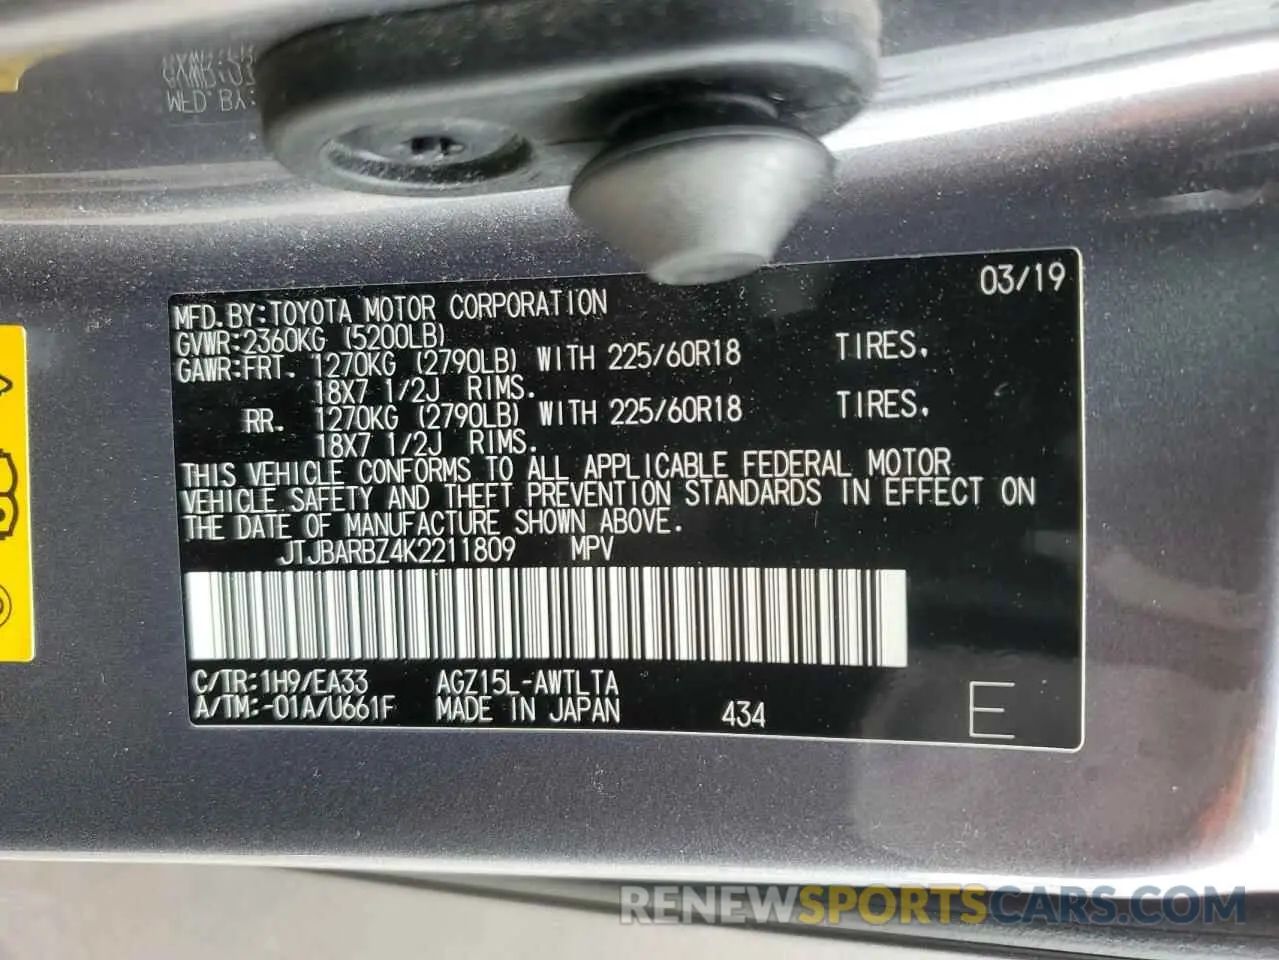 MFD. BY:
03/19
MFD.BY:TOYOTA MOTOR CORPORATION
GVWR:2360KG (5200LB)
GAWR:FRT. 1270KG (2790LB) WITH 225/60R18 TIRES,
18X7 1/2J RIMS.
RR. 1270KG (2790LB) WITH 225/60R18 TIRES,
18X7 1/2J RIMS.
THIS VEHICLE CONFORMS TO ALL APPLICABLE FEDERAL MOTOR
VEHICLE SAFETY AND THEFT PREVENTION STANDARDS IN EFFECT ON
THE DATE OF MANUFACTURE SHOWN ABOVE.
JTJBARBZ4K2211809 MPV
C/TR:1H9/EA33 AGZ15L-AWTLTA
A/TM:-01A/U661F MADE IN JAPAN 434 E
RENEWSPORTSCARS.COM